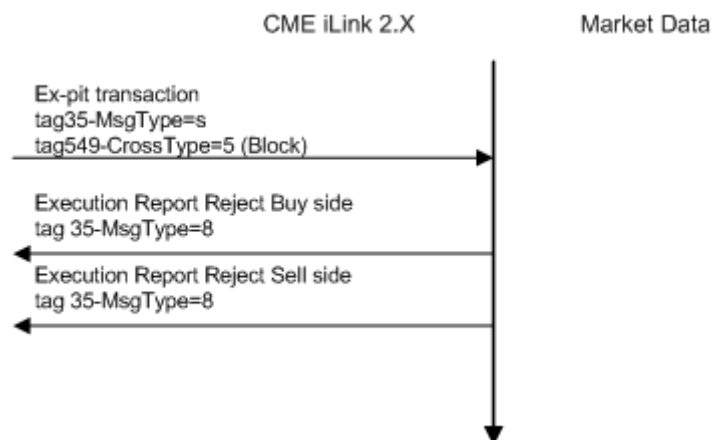 CME iLink 2.X Market Data
Ex-pit transaction
tag35-MsgType=s
tag549-CrossType=5 (Block)
Execution Report Reject Buy side
tag 35-MsgType=8
Execution Report Reject Sell side
tag 35-MsgType=8